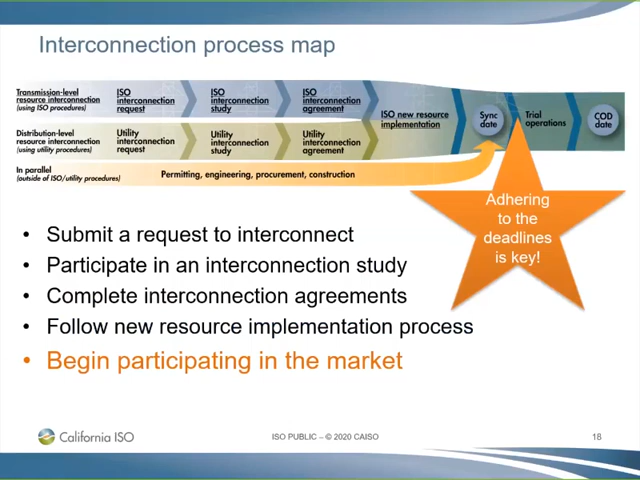 Interconnection process map
Transmission-level
resource interconnection
(using ISO procedures)
ISO
interconnection
request
ISO
interconnection
study
ISO
interconnection
agreement
Distribution-level
resource interconnection
(using utility procedures)
Utility
interconnection
request
Utility
interconnection
study
Utility
interconnection
agreement
ISO new resource
implementation
Sync
date
Trial
operations
COD
date
In parallel
(outside of ISO/utility procedures)
Permitting, engineering, procurement, construction
Adhering
to the
deadlines
is key!
• Submit a request to interconnect
• Participate in an interconnection study
• Complete interconnection agreements
• Follow new resource implementation process
• Begin participating in the market
California ISO
ISO PUBLIC – © 2020 CAISO
18